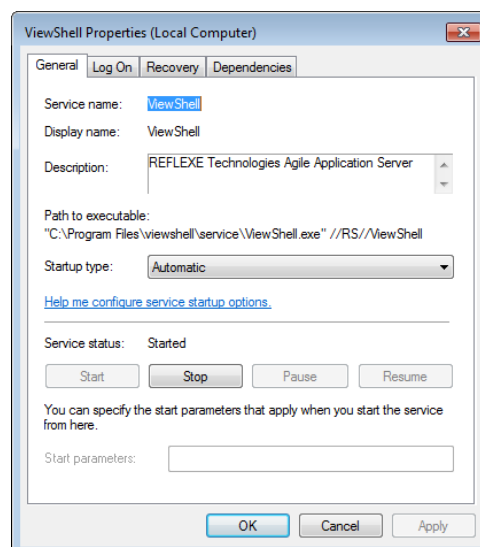 ViewShell Properties (Local Computer)
General Log On Recovery Dependencies
Service name: ViewShell
Display name: ViewShell
Description: REFLEXE Technologies Agile Application Server
Path to executable:
"C:\Program Files\viewshell\service\ViewShell.exe" //RS//ViewShell
Startup type: Automatic
Help me configure service startup options.
Service status: Started
Start Stop Pause Resume
You can specify the start parameters that apply when you start the service
from here.
Start parameters:
OK Cancel Apply